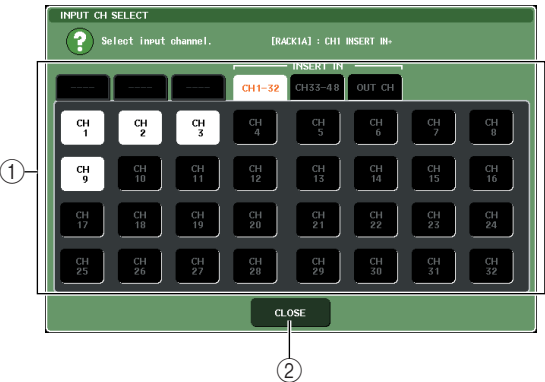 INPUT CH SELECT
? Select input channel. [RACK1A] : CH1 INSERT IN+
INSERT IN
---- ---- ---- CH1-32 CH33-48 OUT CH
CH 1 CH 2 CH 3 CH 4 CH 5 CH 6 CH 7 CH 8
1
CH 9 CH 10 CH 11 CH 12 CH 13 CH 14 CH 15 CH 16
CH 17 CH 18 CH 19 CH 20 CH 21 CH 22 CH 23 CH 24
CH 25 CH 26 CH 27 CH 28 CH 29 CH 30 CH 31 CH 32
CLOSE
2